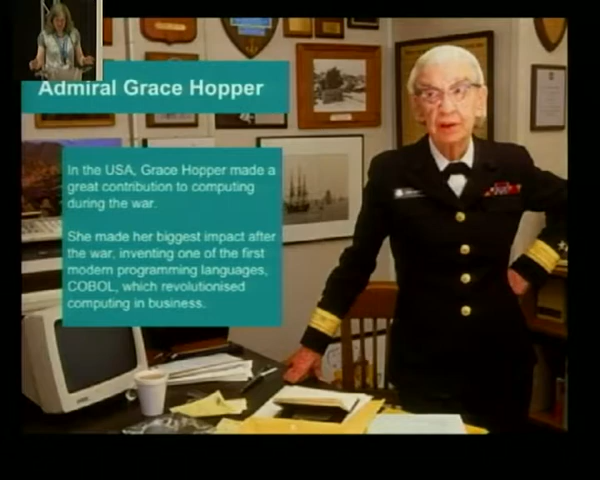 Admiral Grace Hopper
In the USA, Grace Hopper made a
great contribution to computing
during the war.
She made her biggest impact after
the war, inventing one of the first
modern programming languages,
COBOL, which revolutionised
computing in business.